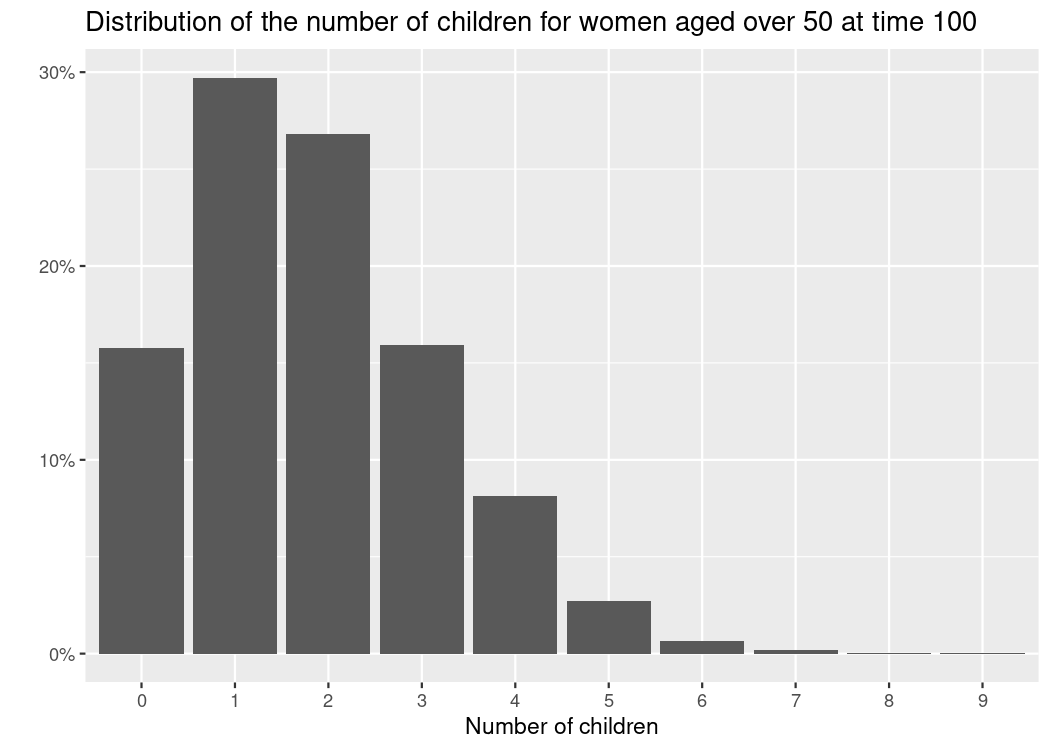 Distribution of the number of children for women aged over 50 at time 100
30%
20%
10%
0%
0 1 2 3 4 5 6 7 8 9
Number of children